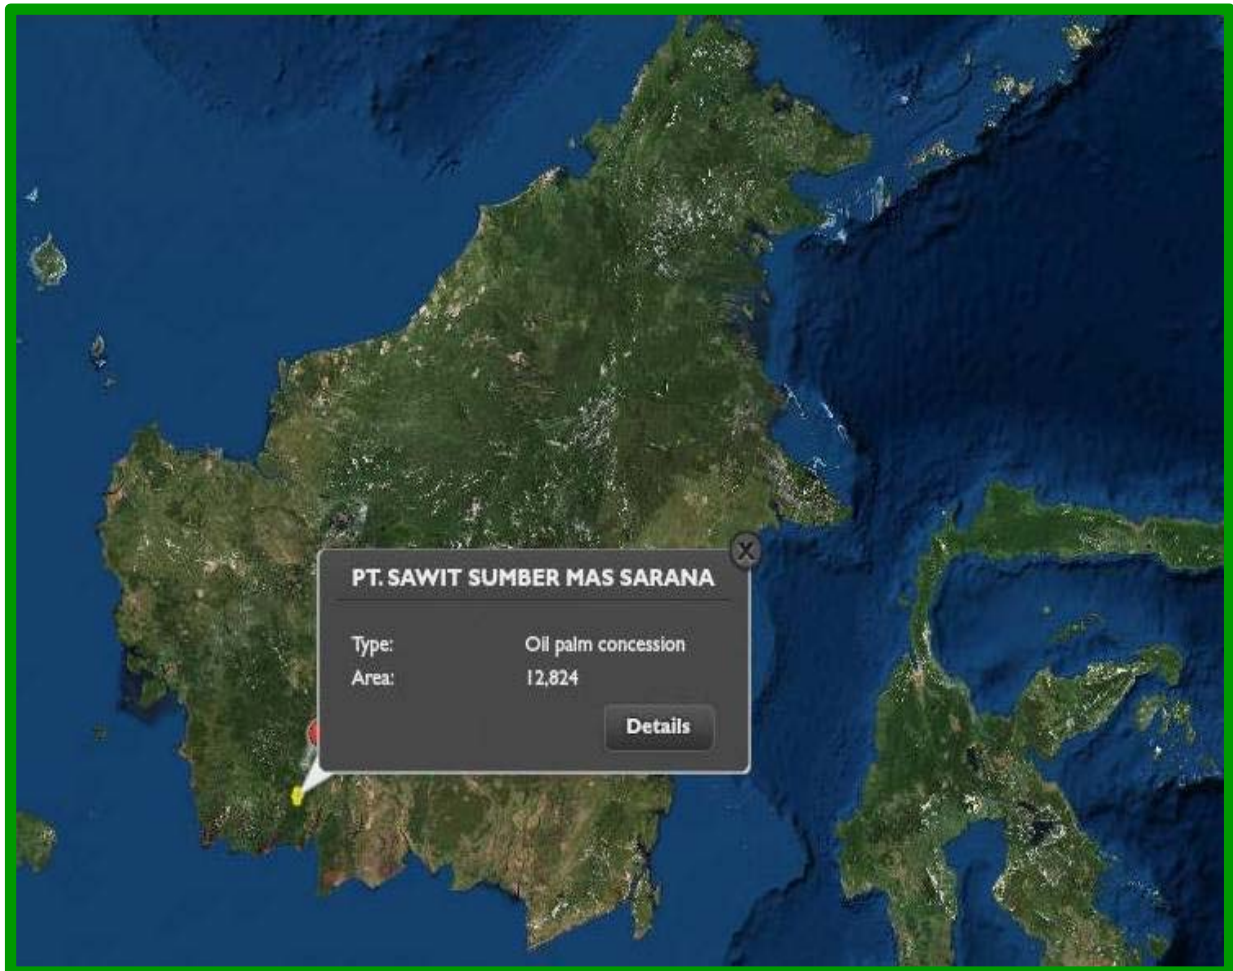 X
PT. SAWIT SUMBER MAS SARANA
Type: Oil palm concession
Area: 12,824
Details